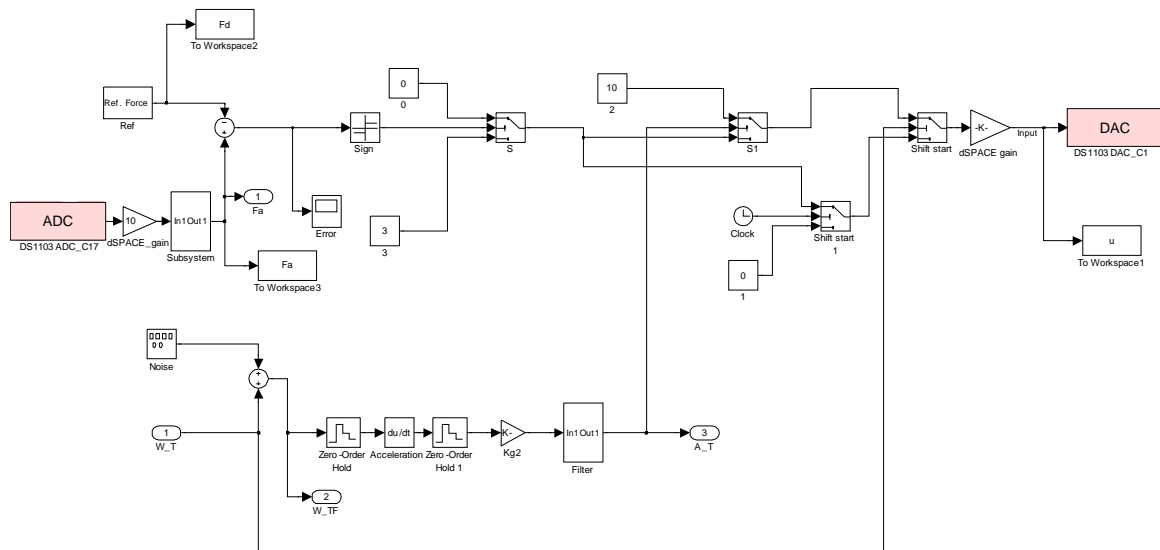 Fd
To Workspace2
Ref. Force
Ref
−
+
Sign
0
0
S
10
2
S1
Shift start
-K-
dSPACE gain
Input
DAC
DS1103 DAC_C1
ADC
DS1103 ADC_C17
10
dSPACE_gain
In1Out1
Subsystem
1
Fa
Error
3
3
Fa
To Workspace3
Clock
Shift start
1
0
1
u
To Workspace1
Noise
+
+
1
W_T
Zero -Order
Hold
du/dt
Acceleration
Zero -Order
Hold 1
K-
Kg2
In1Out1
Filter
3
A_T
2
W_TF